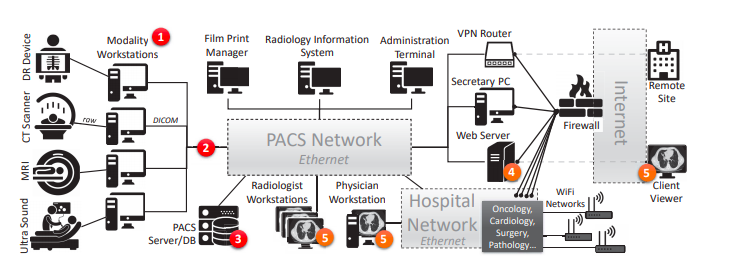 DR Device
Modality
Workstations
1
Film Print
Manager
Radiology Information
System
Administration
Terminal
VPN Router
Secretary PC
Web Server
4
Firewall
Internet
Remote
Site
5
Client
Viewer
CT Scanner
raw
DICOM
2
PACS Network
Ethernet
MRI
Ultra Sound
PACS
Server/DB
3
Radiologist
Workstations
5
Physician
Workstation
5
Hospital
Network
Ethernet
Oncology,
Cardiology,
Surgery,
Pathology...
WiFi
Networks